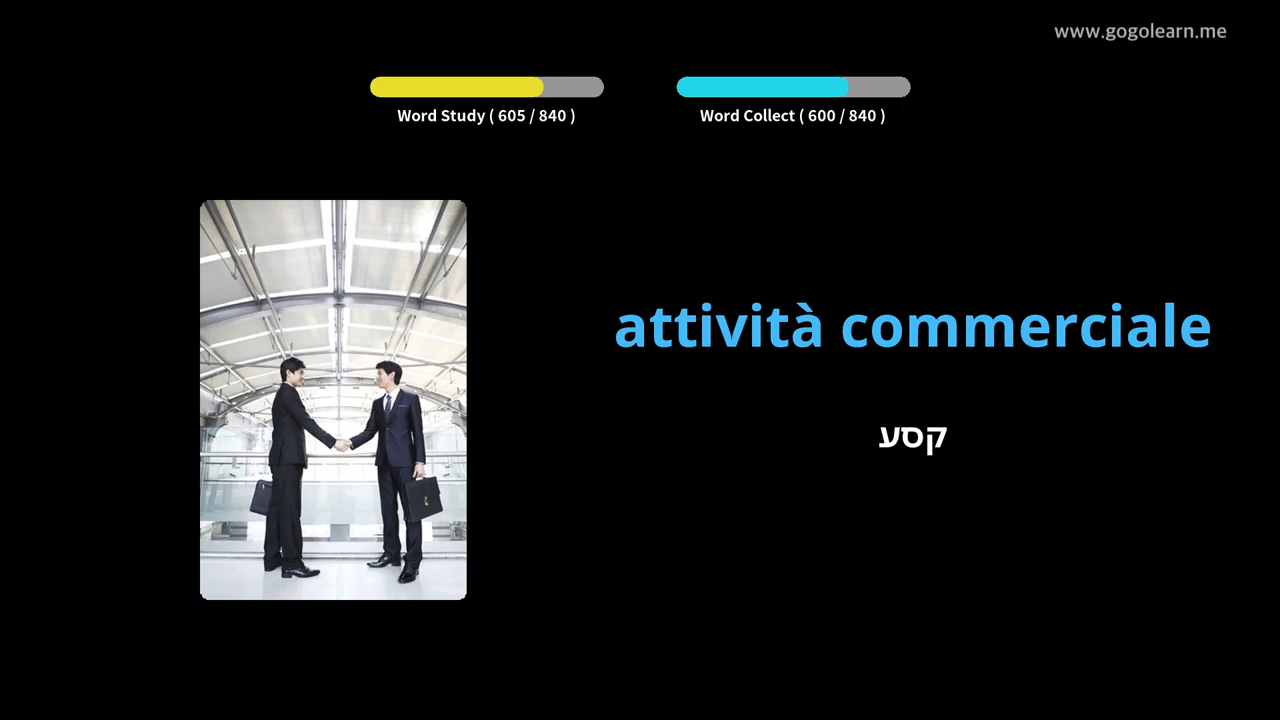 www.gogolearn.me
Word Study ( 605 / 840 )
Word Collect ( 600 / 840 )
attività commerciale
קסע